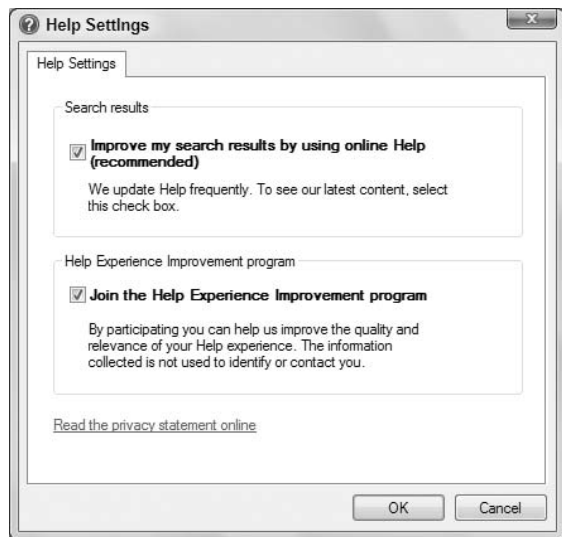 Help Settings
Help Settings
Search results
Improve my search results by using online Help
(recommended)
We update Help frequently. To see our latest content, select
this check box.
Help Experience Improvement program
Join the Help Experience Improvement program
By participating you can help us improve the quality and
relevance of your Help experience. The information
collected is not used to identify or contact you.
Read the privacy statement online
OK Cancel